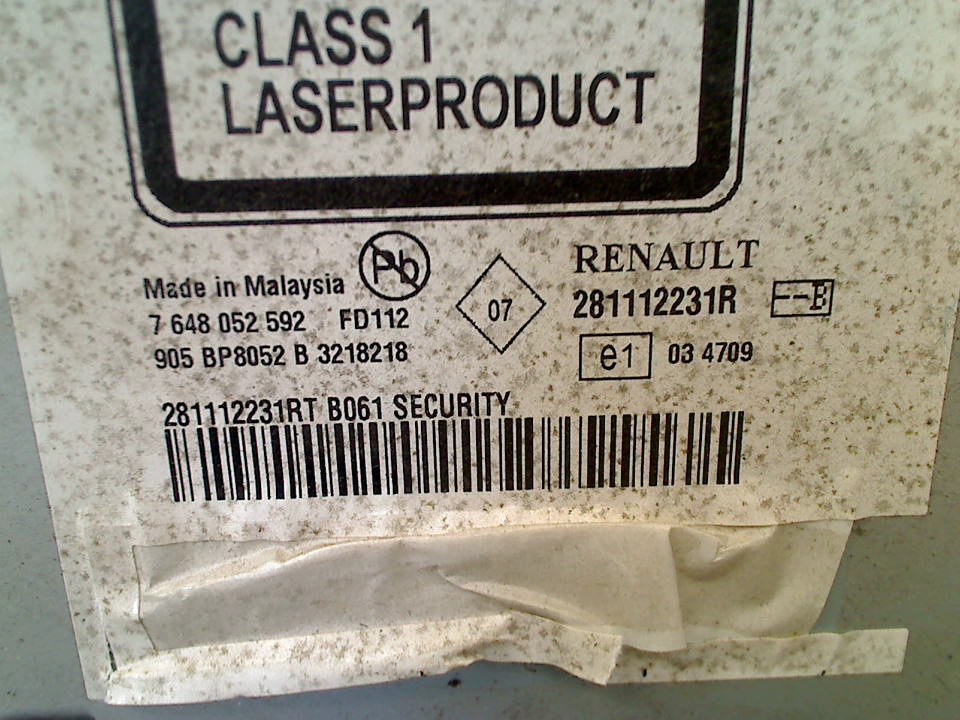 CLASS 1
LASERPRODUCT
Made in Malaysia
Pb
7 648 052 592 FD112
905 BP8052 B 3218218
07
RENAULT
281112231R
--B
e1 03 4709
281112231RT B061 SECURITY